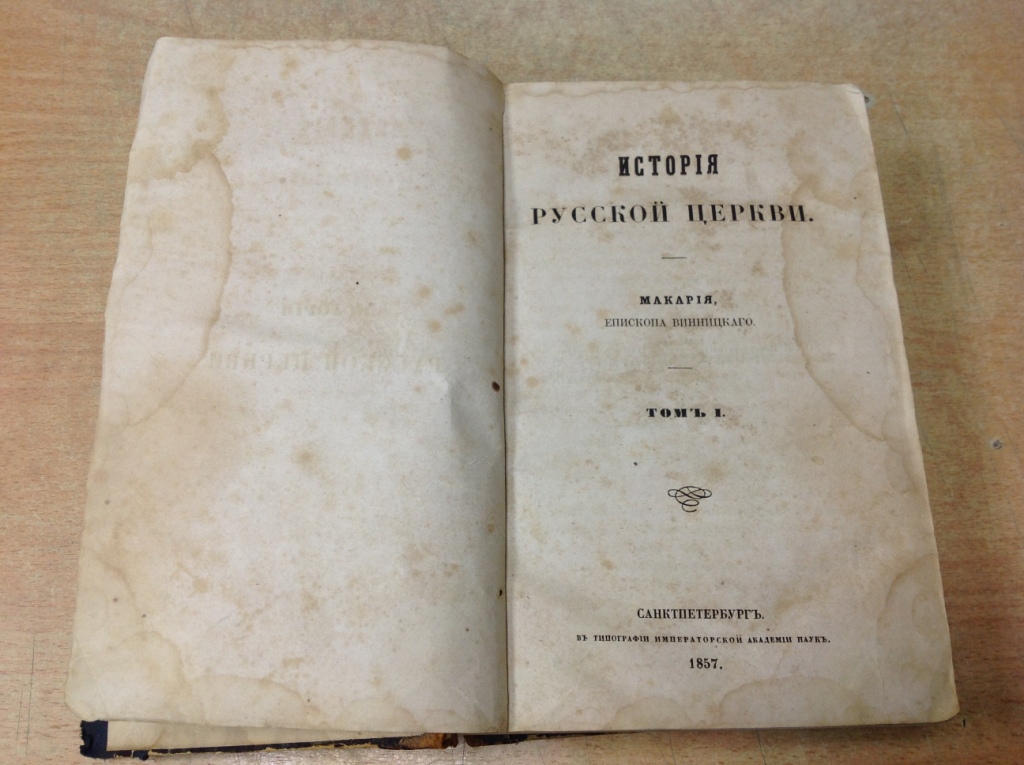 ИСТОРІЯ
РУССКОЙ ЦЕРКВИ.
МАКАРІЯ,
ЕПИСКОПА ВИННИЦКАГО.
ТОМЪ I.
САНКТПЕТЕРБУРГЪ.
ВЪ ТИПОГРАФІИ ИМПЕРАТОРСКОЙ АКАДЕМІИ НАУКЪ.
1857.